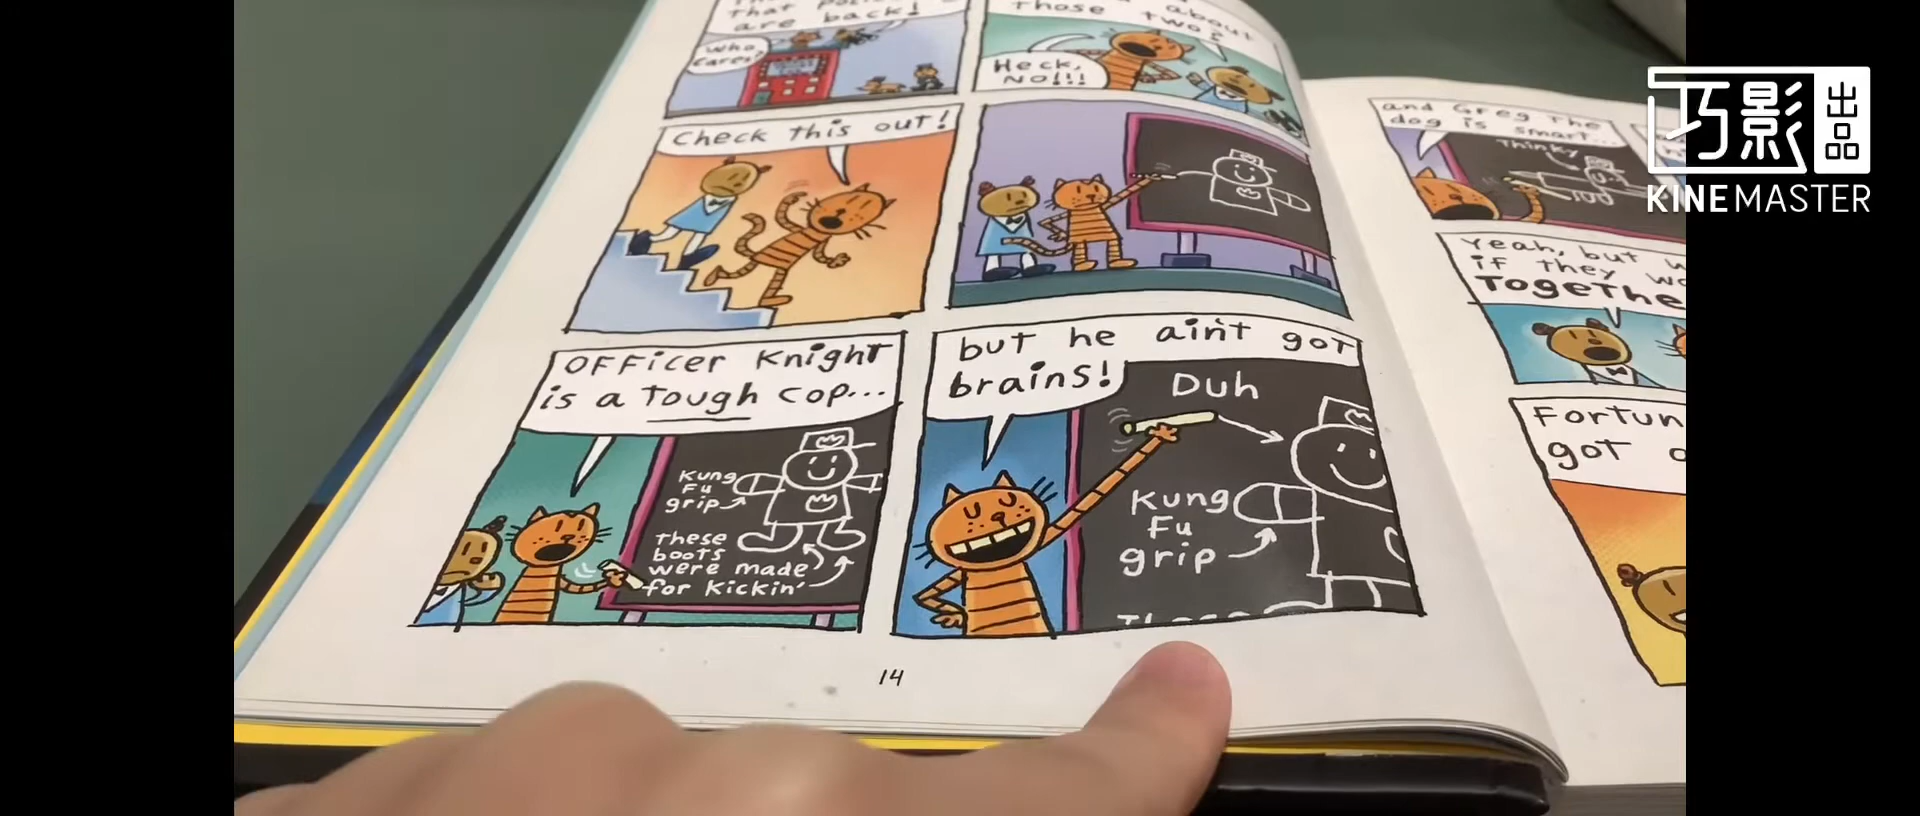 are back!
Who
cares?
those two?
Heck,
No!!!
Check this out!
OFFicer Knight
is a tough cop...
Kung
Fu
grip
these
boots
were made
for Kickin'
but he ain't got
brains!
Duh
Kung
Fu
grip
14
and Greg the
dog is smart...
Thinky
Yeah, but
if they
Fortun
got
巧影
出品
KINEMASTER